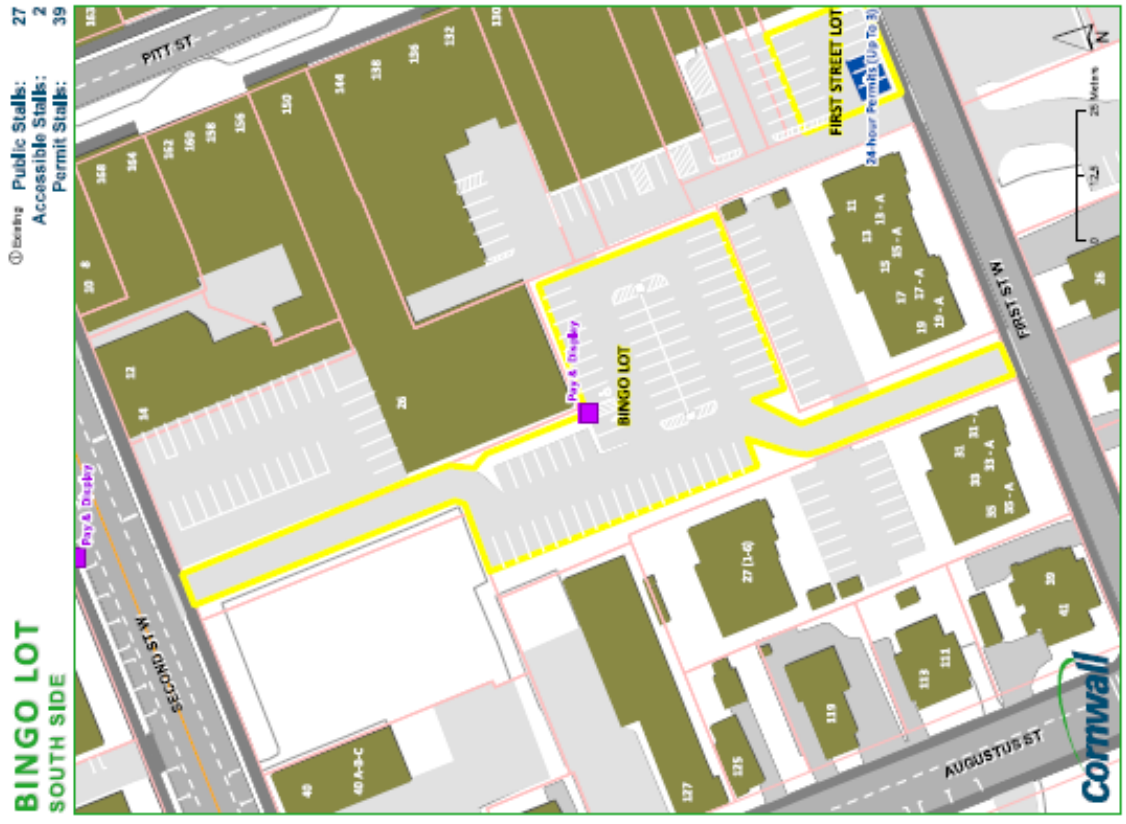 BINGO LOT
SOUTH SIDE
Existing Public Stalls: 27
Accessible Stalls: 2
Permit Stalls: 39
Pay & Display
SECOND ST W
PITT ST
163
168
164
162
160
158
156
150
144
138
136
132
130
10 8
12
14
26
Pay & Display
BINGO LOT
FIRST STREET LOT
24-hour Permits (Up To 3)
11
13
13 - A
15
15 - A
17
17 - A
19
19 - A
FIRST ST W
26
31
31 -
33
33 - A
35
35 - A
27 (1-6)
39
41
40
40 A-B-C
127
125
119
113
111
AUGUSTUS ST
0 12.5 25 Meters
N
Cornwall